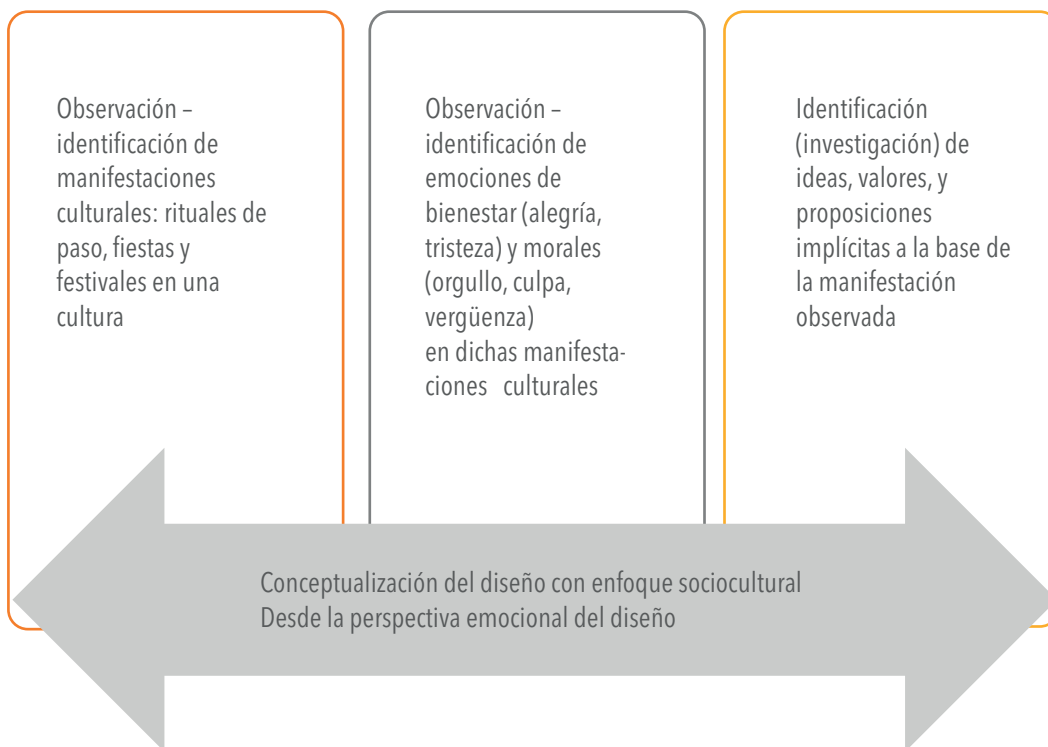 Observación –
identificación de
manifestaciones
culturales: rituales de
paso, fiestas y
festivales en una
cultura
Observación –
identificación de
emociones de
bienestar (alegría,
tristeza) y morales
(orgullo, culpa,
vergüenza)
en dichas manifesta-
ciones culturales
Identificación
(investigación) de
ideas, valores, y
proposiciones
implícitas a la base de
la manifestación
observada
Conceptualización del diseño con enfoque sociocultural
Desde la perspectiva emocional del diseño